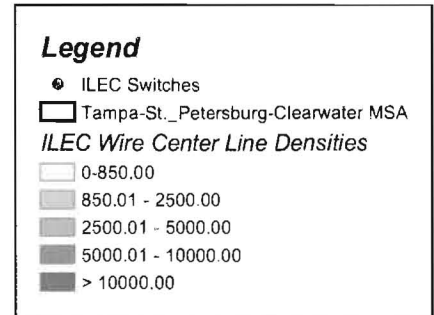 Legend
ILEC Switches
Tampa-St._Petersburg-Clearwater MSA
ILEC Wire Center Line Densities
0-850.00
850.01 - 2500.00
2500.01 - 5000.00
5000.01 - 10000.00
> 10000.00